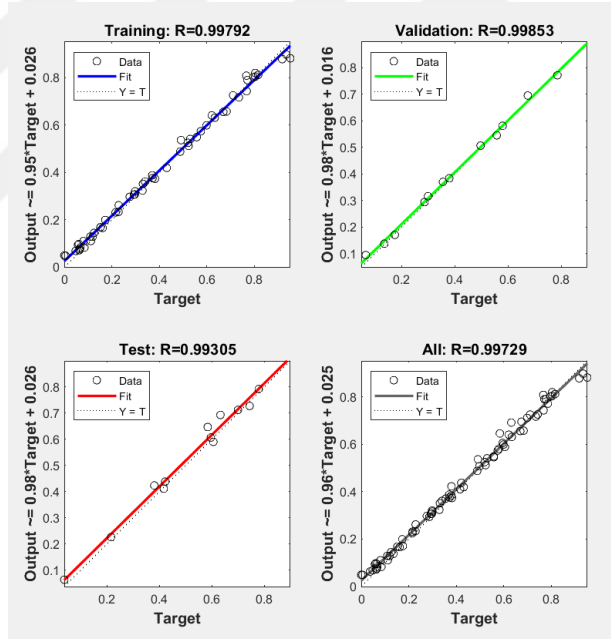 Training: R=0.99792
Output ~= 0.95*Target + 0.026
0.8
0.6
0.4
0.2
0
Data
Fit
Y = T
0
0.2
0.4
0.6
0.8
Target
Validation: R=0.99853
Output ~= 0.98*Target + 0.016
0.9
0.8
0.7
0.6
0.5
0.4
0.3
0.2
0.1
Data
Fit
Y = T
0.2
0.4
0.6
0.8
Target
Test: R=0.99305
Output ~= 0.98*Target + 0.026
0.9
0.8
0.7
0.6
0.5
0.4
0.3
0.2
0.1
Data
Fit
Y = T
0.2
0.4
0.6
0.8
Target
All: R=0.99729
Output ~= 0.96*Target + 0.025
0.8
0.6
0.4
0.2
0
Data
Fit
Y = T
0
0.2
0.4
0.6
0.8
Target